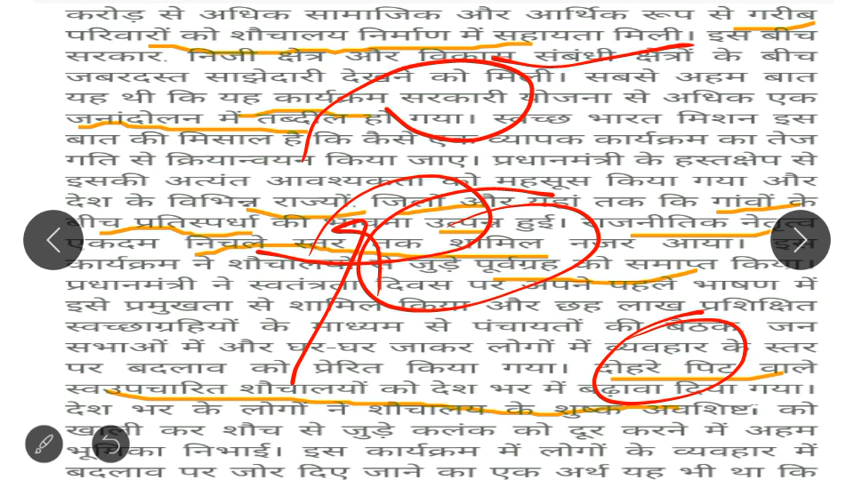 करोड़ से अधिक सामाजिक और आर्थिक रूप से गरीब
परिवारों को शौचालय निर्माण में सहायता मिली। इस बीच
सरकार, निजी क्षेत्र और विकास संबंधी क्षेत्रों के बीच
जबरदस्त साझेदारी देखने को मिली। सबसे अहम बात
यह थी कि यह कार्यक्रम सरकारी योजना से अधिक एक
जनांदोलन में तब्दील हो गया। स्वच्छ भारत मिशन इस
बात की मिसाल है कि कैसे एक व्यापक कार्यक्रम का तेज
गति से क्रियान्वयन किया जाए। प्रधानमंत्री के हस्तक्षेप से
इसकी अत्यंत आवश्यकता को महसूस किया गया और
देश के विभिन्न राज्यों, जिलों और यहां तक कि गांवों के
बीच प्रतिस्पर्धा की भावना उत्पन्न हुई। राजनीतिक नेतृत्व
एकदम निचले स्तर तक शामिल नजर आया। इस
कार्यक्रम ने शौचालयों से जुड़े पूर्वाग्रह को समाप्त किया।
प्रधानमंत्री ने स्वतंत्रता दिवस पर अपने पहले भाषण में
इसे प्रमुखता से शामिल किया और छह लाख प्रशिक्षित
स्वच्छाग्रहियों के माध्यम से पंचायतों की बैठक, जन
सभाओं में और घर-घर जाकर लोगों में व्यवहार के स्तर
पर बदलाव को प्रेरित किया गया। दोहरे पिट वाले
स्वउपचारित शौचालयों को देश भर में बढ़ावा दिया गया।
देश भर के लोगों ने शौचालय के शुष्क अवशिष्ट को
खाली कर शौच से जुड़े कलंक को दूर करने में अहम
भूमिका निभाई। इस कार्यक्रम में लोगों के व्यवहार में
बदलाव पर जोर दिए जाने का एक अर्थ यह भी था कि